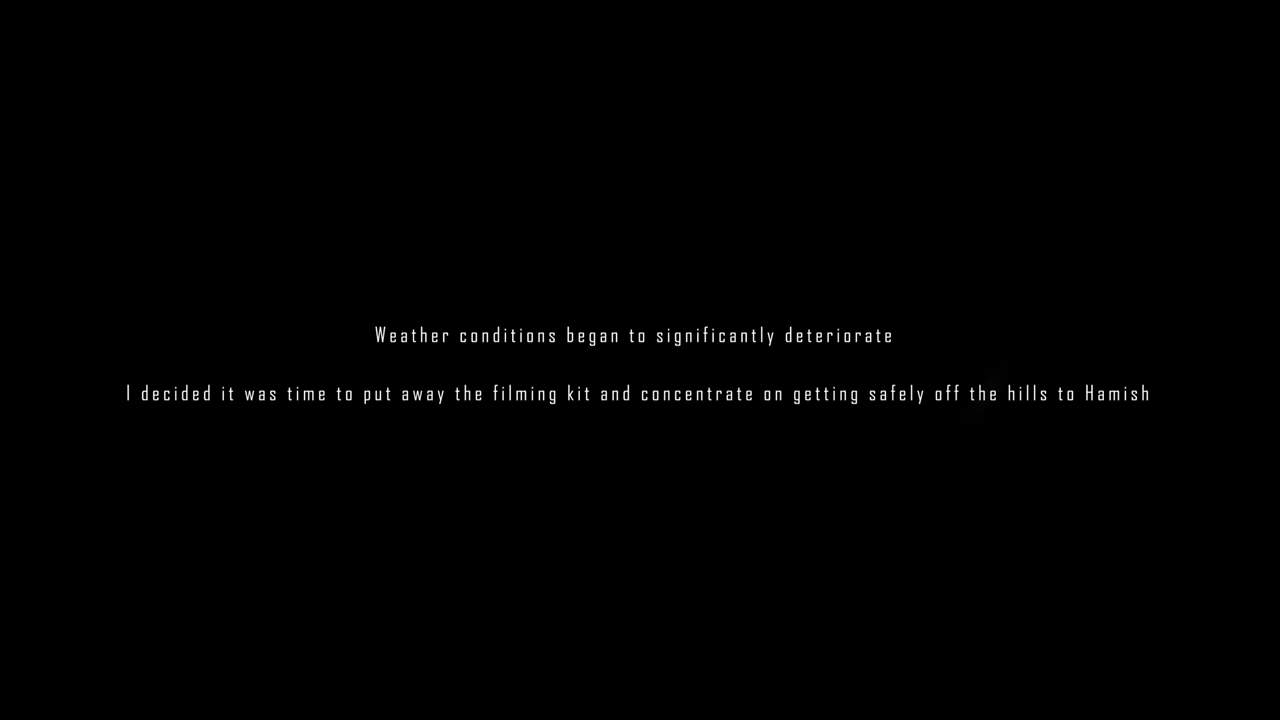 Weather conditions began to significantly deteriorate
I decided it was time to put away the filming kit and concentrate on getting safely off the hills to Hamish